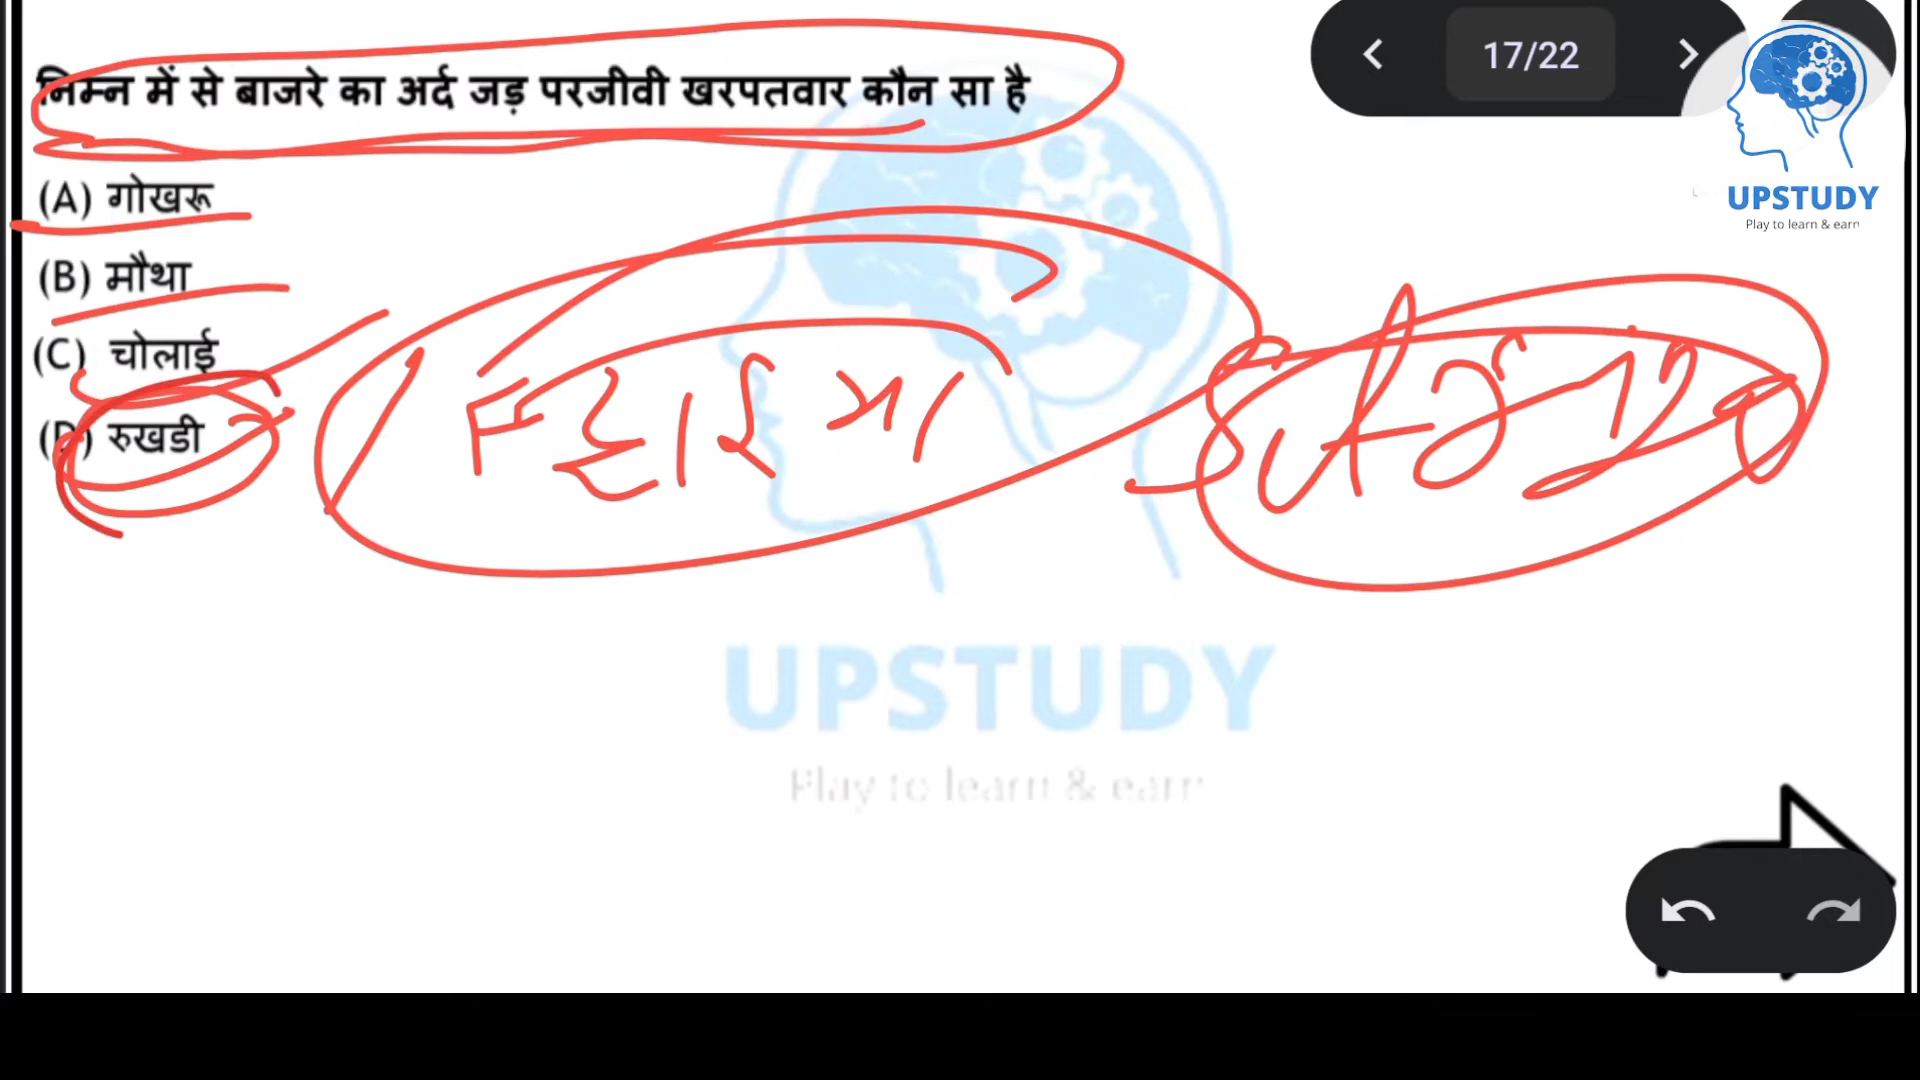 निम्न में से बाजरे का अर्द जड़ परजीवी खरपतवार कौन सा है
17/22
UPSTUDY
Play to learn & earn
(A) गोखरू
(B) मौथा
(C) चोलाई
(D) रुखडी
UPSTUDY
Play to learn & earn